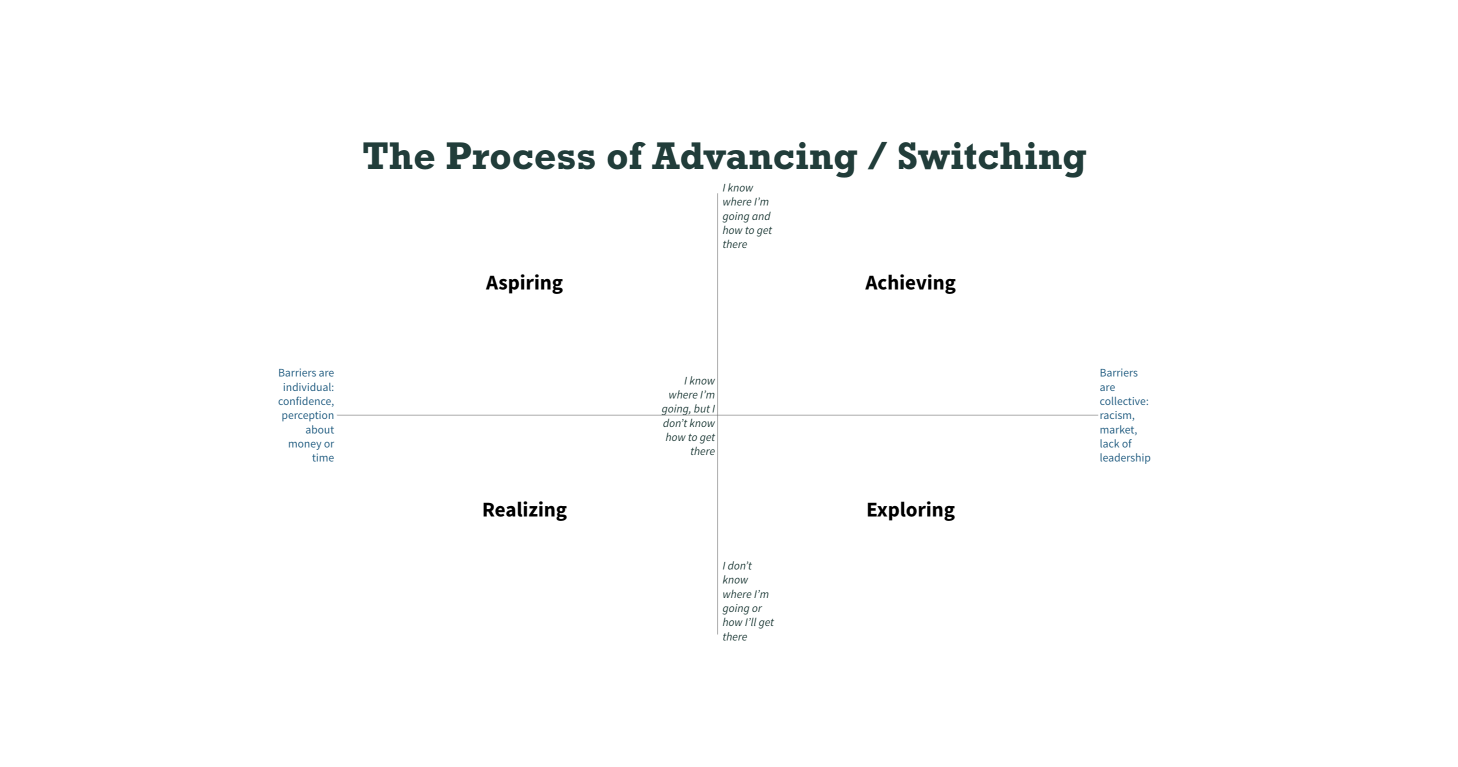 The Process of Advancing / Switching
I know
where I'm
going and
how to get
there
Aspiring
Achieving
Barriers are
individual:
confidence,
perception
about
money or
time
I know
where I'm
going, but I
don't know
how to get
there
Barriers
are
collective:
racism,
market,
lack of
leadership
Realizing
Exploring
I don't
know
where I'm
going or
how I'll get
there